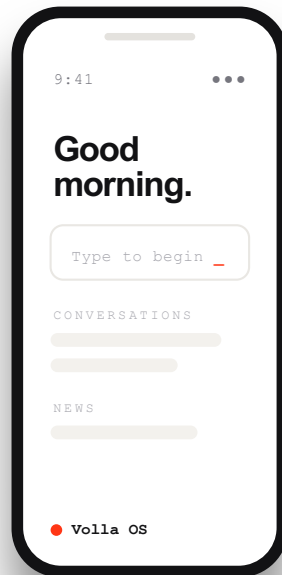 9:41
Good
morning.
Type to begin _
CONVERSATIONS
NEWS
Volla OS